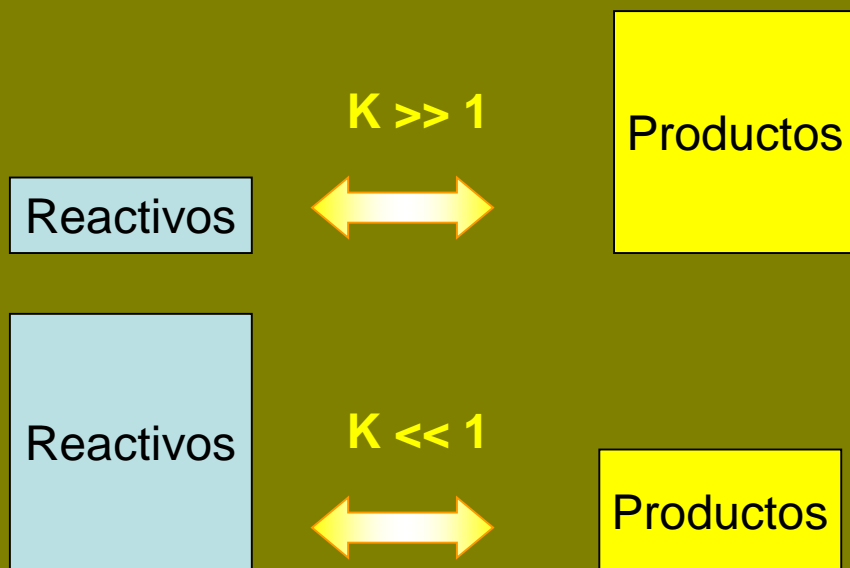 K >> 1
Productos
Reactivos
Reactivos
K << 1
Productos